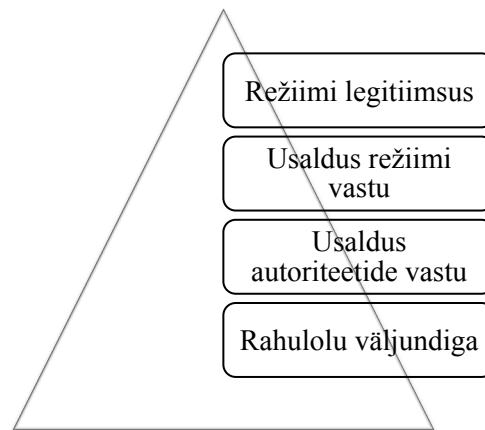 Režiimi legitiimsus
Usaldus režiimi
vastu
Usaldus
autoriteetide vastu
Rahulolu väljundiga